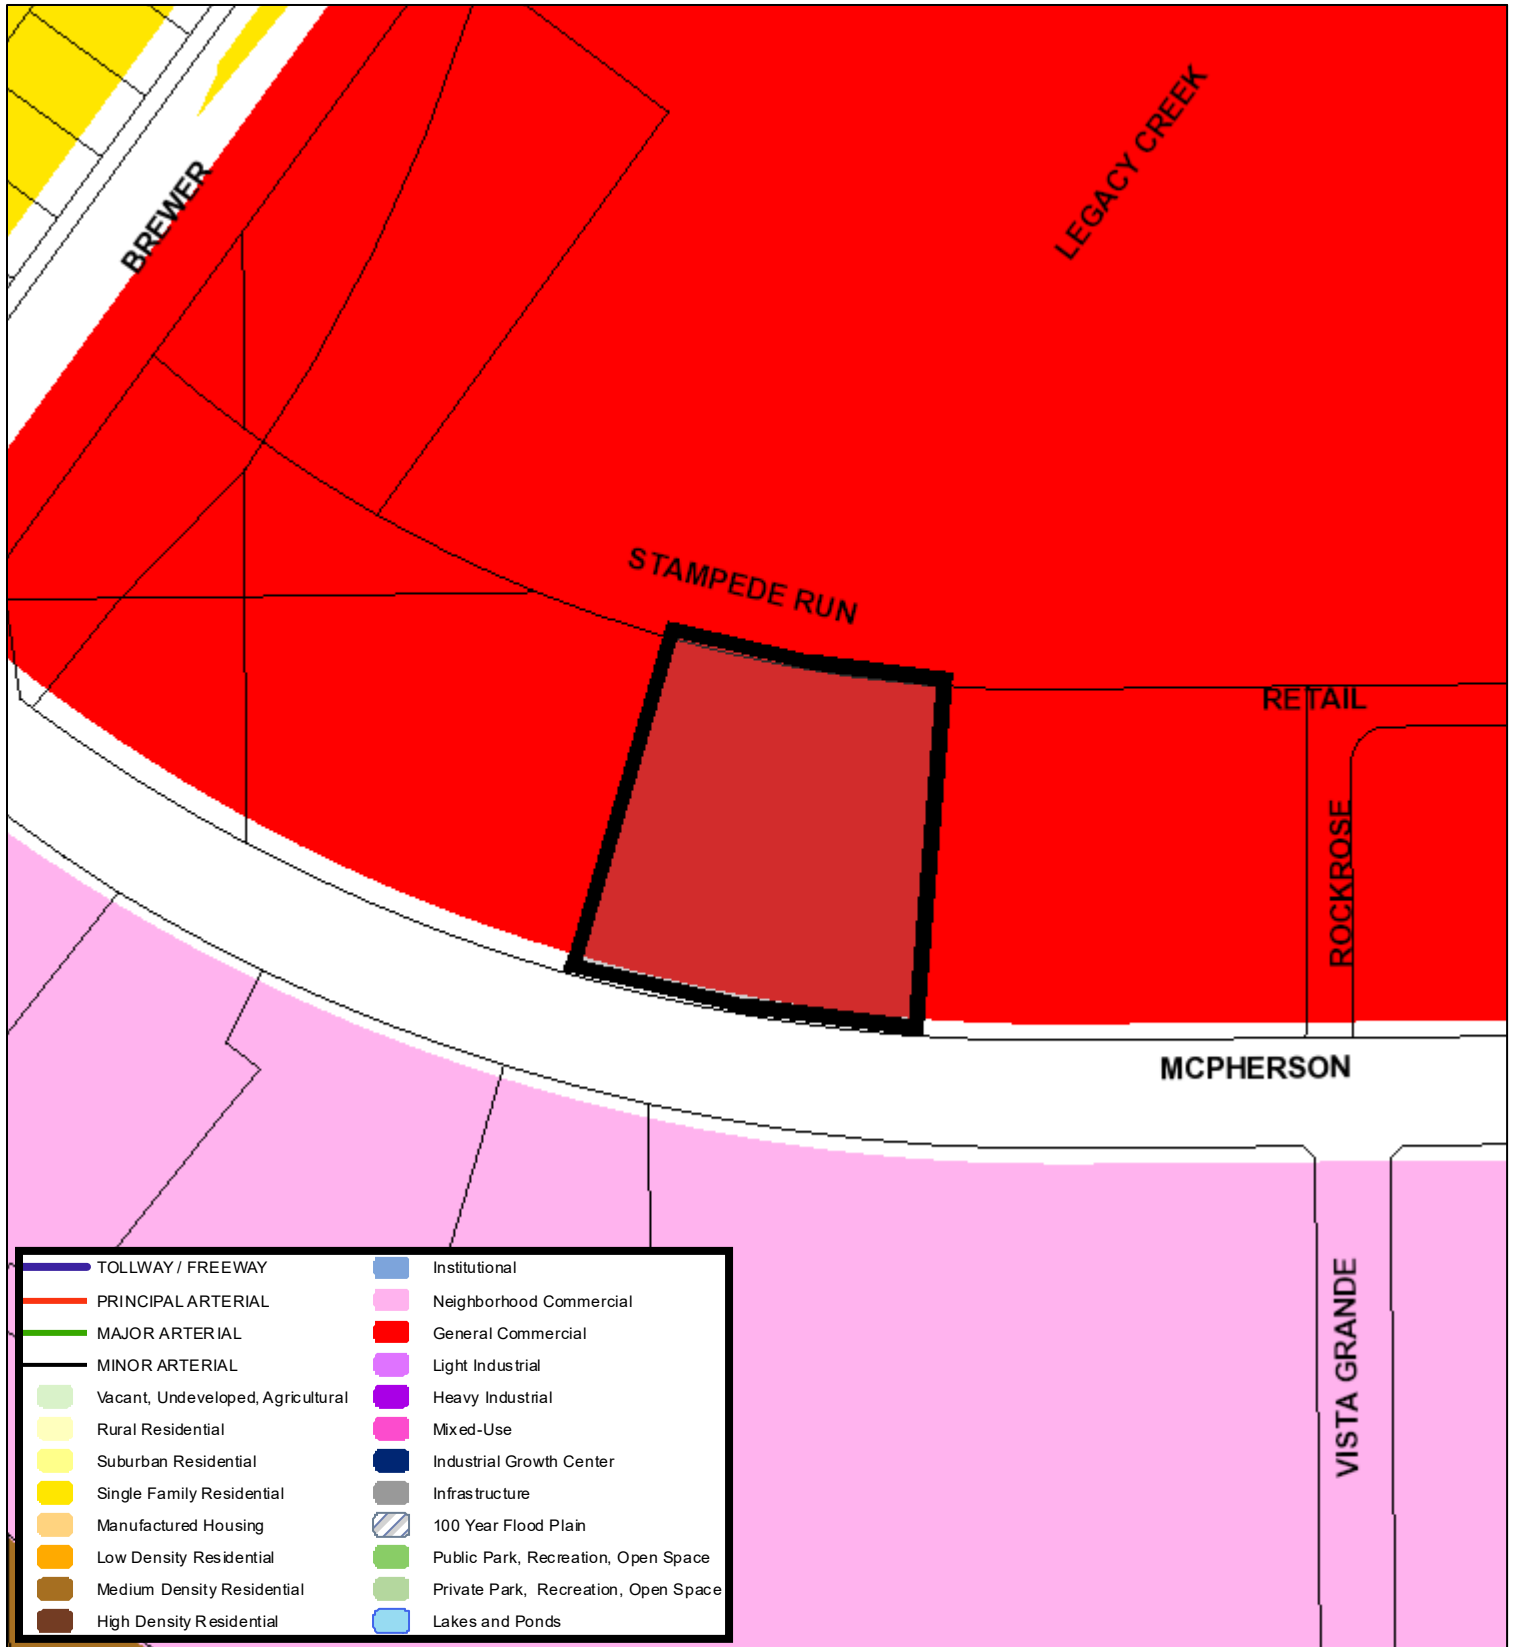 LEGACY CREEK
BREWER
STAMPEDE RUN
RETAIL
ROCKROSE
MCPHERSON
VISTA GRANDE
TOLLWAY / FREEWAY
PRINCIPAL ARTERIAL
MAJOR ARTERIAL
MINOR ARTERIAL
Vacant, Undeveloped, Agricultural
Rural Residential
Suburban Residential
Single Family Residential
Manufactured Housing
Low Density Residential
Medium Density Residential
High Density Residential
Institutional
Neighborhood Commercial
General Commercial
Light Industrial
Heavy Industrial
Mixed-Use
Industrial Growth Center
Infrastructure
100 Year Flood Plain
Public Park, Recreation, Open Space
Private Park, Recreation, Open Space
Lakes and Ponds